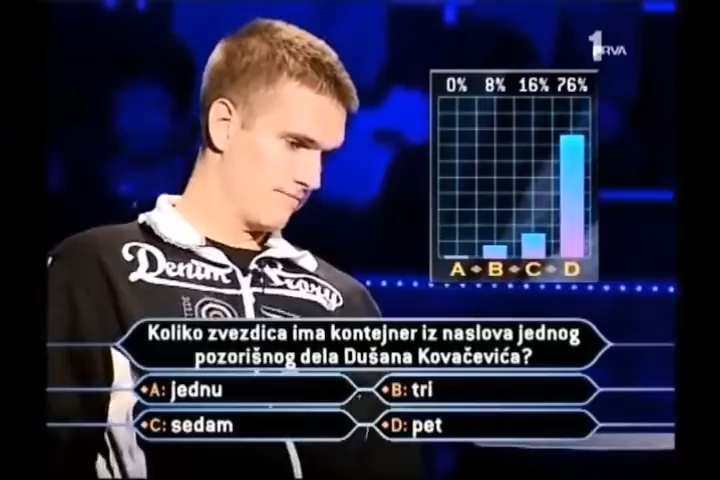 1
PRVA
0% 8% 16% 76%
A B C D
Denim
Koliko zvezdica ima kontejner iz naslova jednog
pozorišnog dela Dušana Kovačevića?
A: jednu
B: tri
C: sedam
D: pet